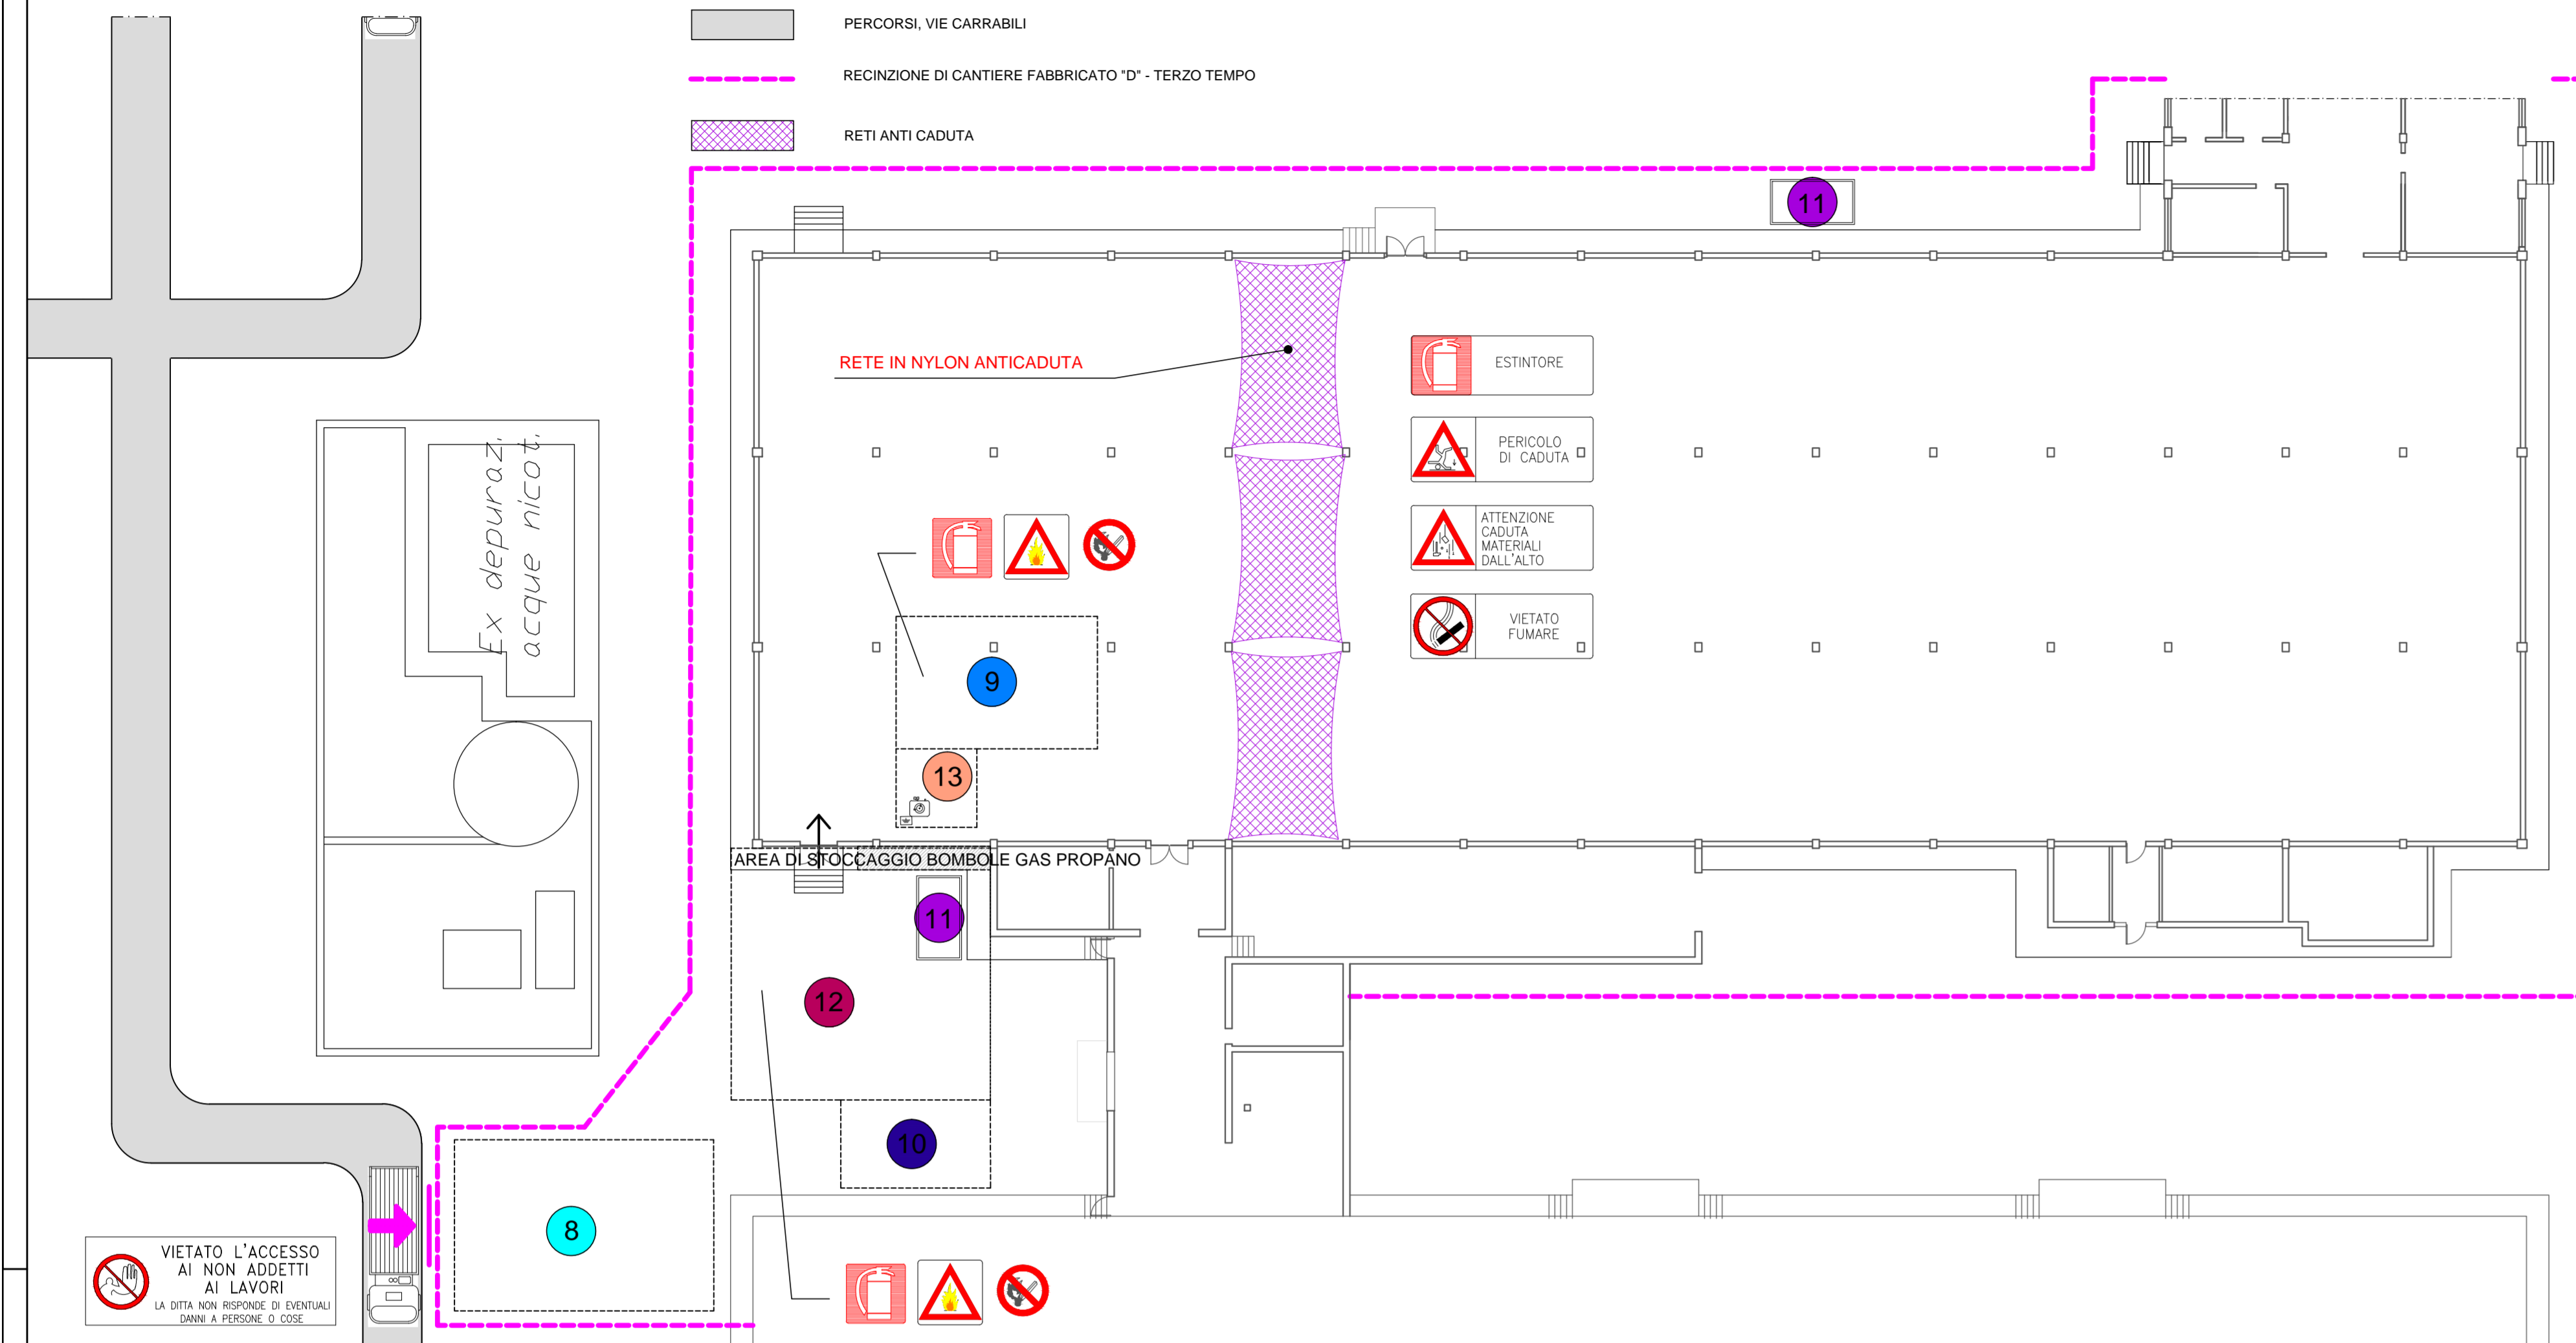 PERCORSI, VIE CARRABILI
RECINZIONE DI CANTIERE FABBRICATO "D" - TERZO TEMPO
RETI ANTI CADUTA
11
RETE IN NYLON ANTICADUTA
ESTINTORE
PERICOLO
DI CADUTA
ATTENZIONE
CADUTA
MATERIALI
DALL'ALTO
VIETATO
FUMARE
Ex depuraz.
acque nicot.
9
13
AREA DI STOCCAGGIO BOMBOLE GAS PROPANO
11
12
10
8
VIETATO L'ACCESSO
AI NON ADDETTI
AI LAVORI
LA DITTA NON RISPONDE DI EVENTUALI
DANNI A PERSONE O COSE